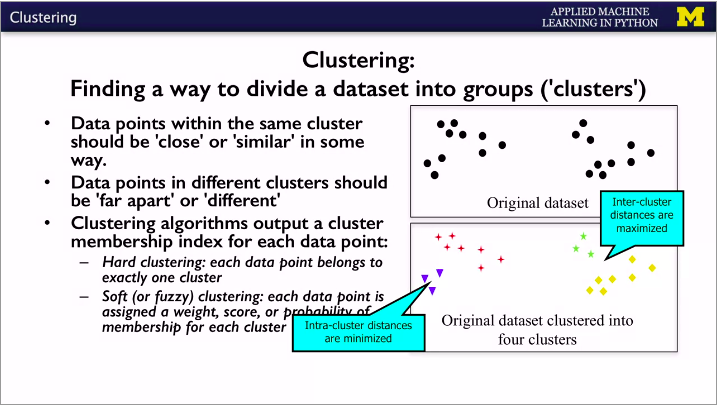 Clustering
APPLIED MACHINE
LEARNING IN PYTHON
M
Clustering:
Finding a way to divide a dataset into groups ('clusters')
• Data points within the same cluster
should be 'close' or 'similar' in some
way.
• Data points in different clusters should
be 'far apart' or 'different'
• Clustering algorithms output a cluster
membership index for each data point:
– Hard clustering: each data point belongs to
exactly one cluster
– Soft (or fuzzy) clustering: each data point is
assigned a weight, score, or probability of
membership for each cluster
Original dataset
Inter-cluster
distances are
maximized
Intra-cluster distances
are minimized
Original dataset clustered into
four clusters